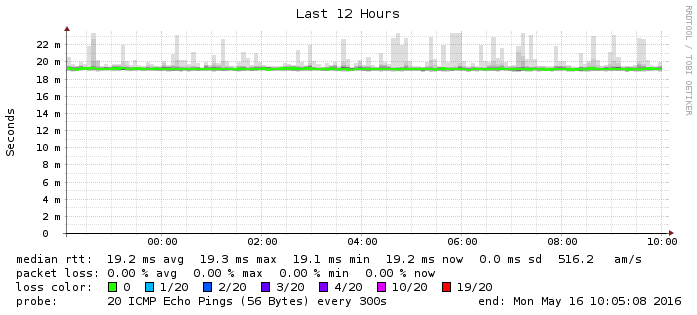 Last 12 Hours
RRDTOOL / TOBI OETIKER
Seconds
22 m
20 m
18 m
16 m
14 m
12 m
10 m
8 m
6 m
4 m
2 m
0
00:00 02:00 04:00 06:00 08:00 10:00
median rtt: 19.2 ms avg 19.3 ms max 19.1 ms min 19.2 ms now 0.0 ms sd 516.2 am/s
packet loss: 0.00 % avg 0.00 % max 0.00 % min 0.00 % now
loss color: 0 1/20 2/20 3/20 4/20 10/20 19/20
probe: 20 ICMP Echo Pings (56 Bytes) every 300s end: Mon May 16 10:05:08 2016